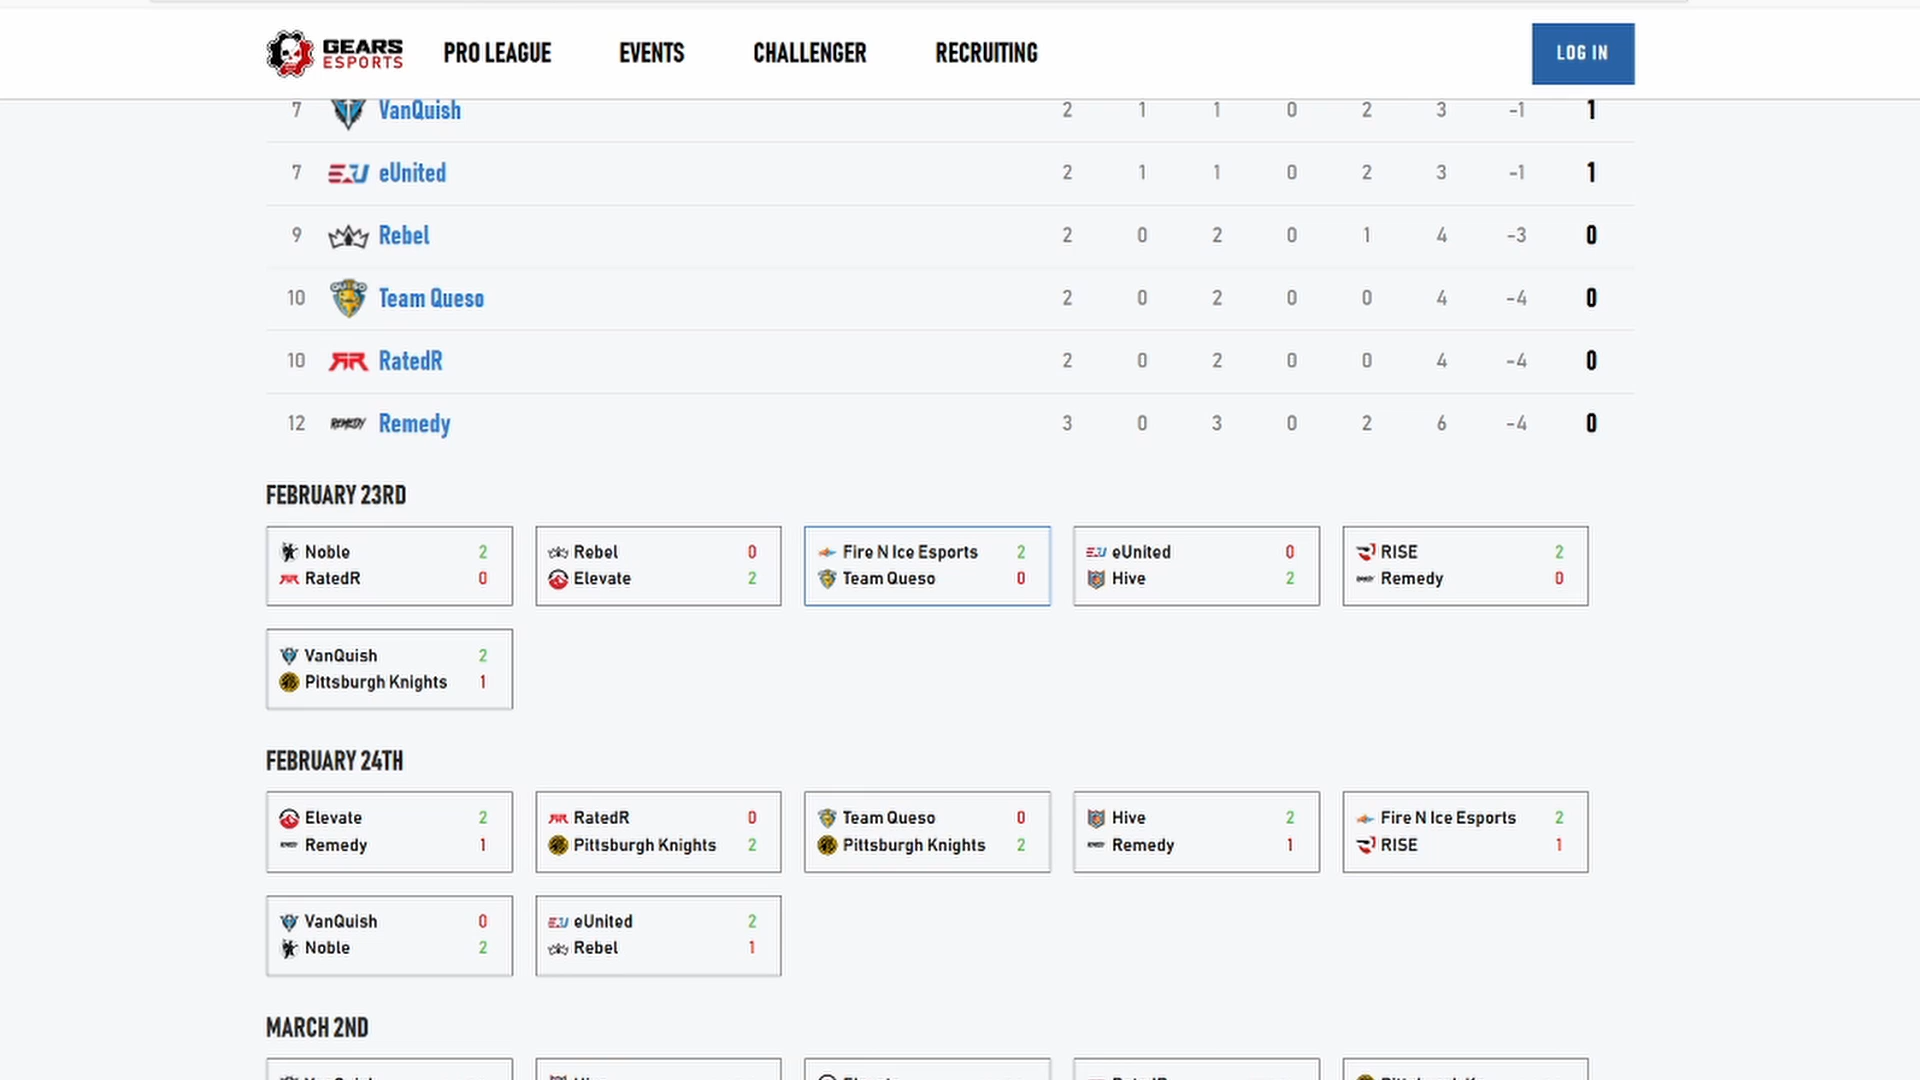 GEARS ESPORTS PRO LEAGUE EVENTS CHALLENGER RECRUITING LOG IN
7 VanQuish 2 1 1 0 2 3 -1 1
7 eUnited 2 1 1 0 2 3 -1 1
9 Rebel 2 0 2 0 1 4 -3 0
10 Team Queso 2 0 2 0 0 4 -4 0
10 RatedR 2 0 2 0 0 4 -4 0
12 Remedy 3 0 3 0 2 6 -4 0
FEBRUARY 23RD
Noble 2
RatedR 0
Rebel 0
Elevate 2
Fire N Ice Esports 2
Team Queso 0
eUnited 0
Hive 2
RISE 2
Remedy 0
VanQuish 2
Pittsburgh Knights 1
FEBRUARY 24TH
Elevate 2
Remedy 1
RatedR 0
Pittsburgh Knights 2
Team Queso 0
Pittsburgh Knights 2
Hive 2
Remedy 1
Fire N Ice Esports 2
RISE 1
VanQuish 0
Noble 2
eUnited 2
Rebel 1
MARCH 2ND